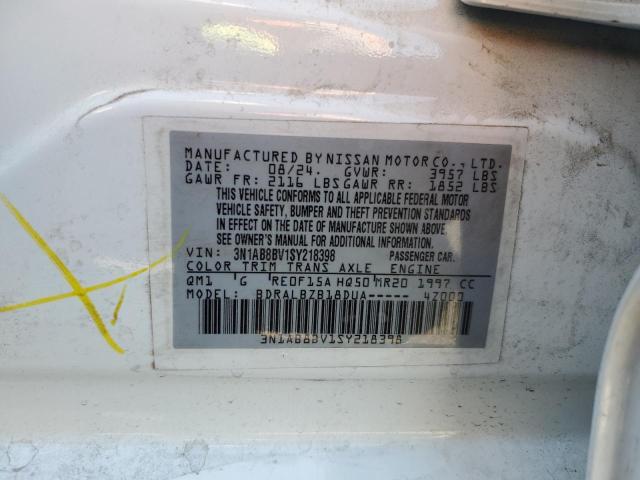 MANUFACTURED BY NISSAN MOTOR CO., LTD.
DATE: 08/24. GVWR: 3957 LBS
GAWR FR: 2116 LBS GAWR RR: 1852 LBS
THIS VEHICLE CONFORMS TO ALL APPLICABLE FEDERAL MOTOR
VEHICLE SAFETY, BUMPER AND THEFT PREVENTION STANDARDS
IN EFFECT ON THE DATE OF MANUFACTURE SHOWN ABOVE.
SEE OWNER'S MANUAL FOR ADDITIONAL INFORMATION.
VIN: 3N1AB8BV1SY218398 PASSENGER CAR.
COLOR TRIM TRANS AXLE ENGINE
QM1 G RE0F15A HQ50 MR20 1997 CC
MODEL: BDRALBZB18DUA----- 47000
3N1AB8BV1SY218398